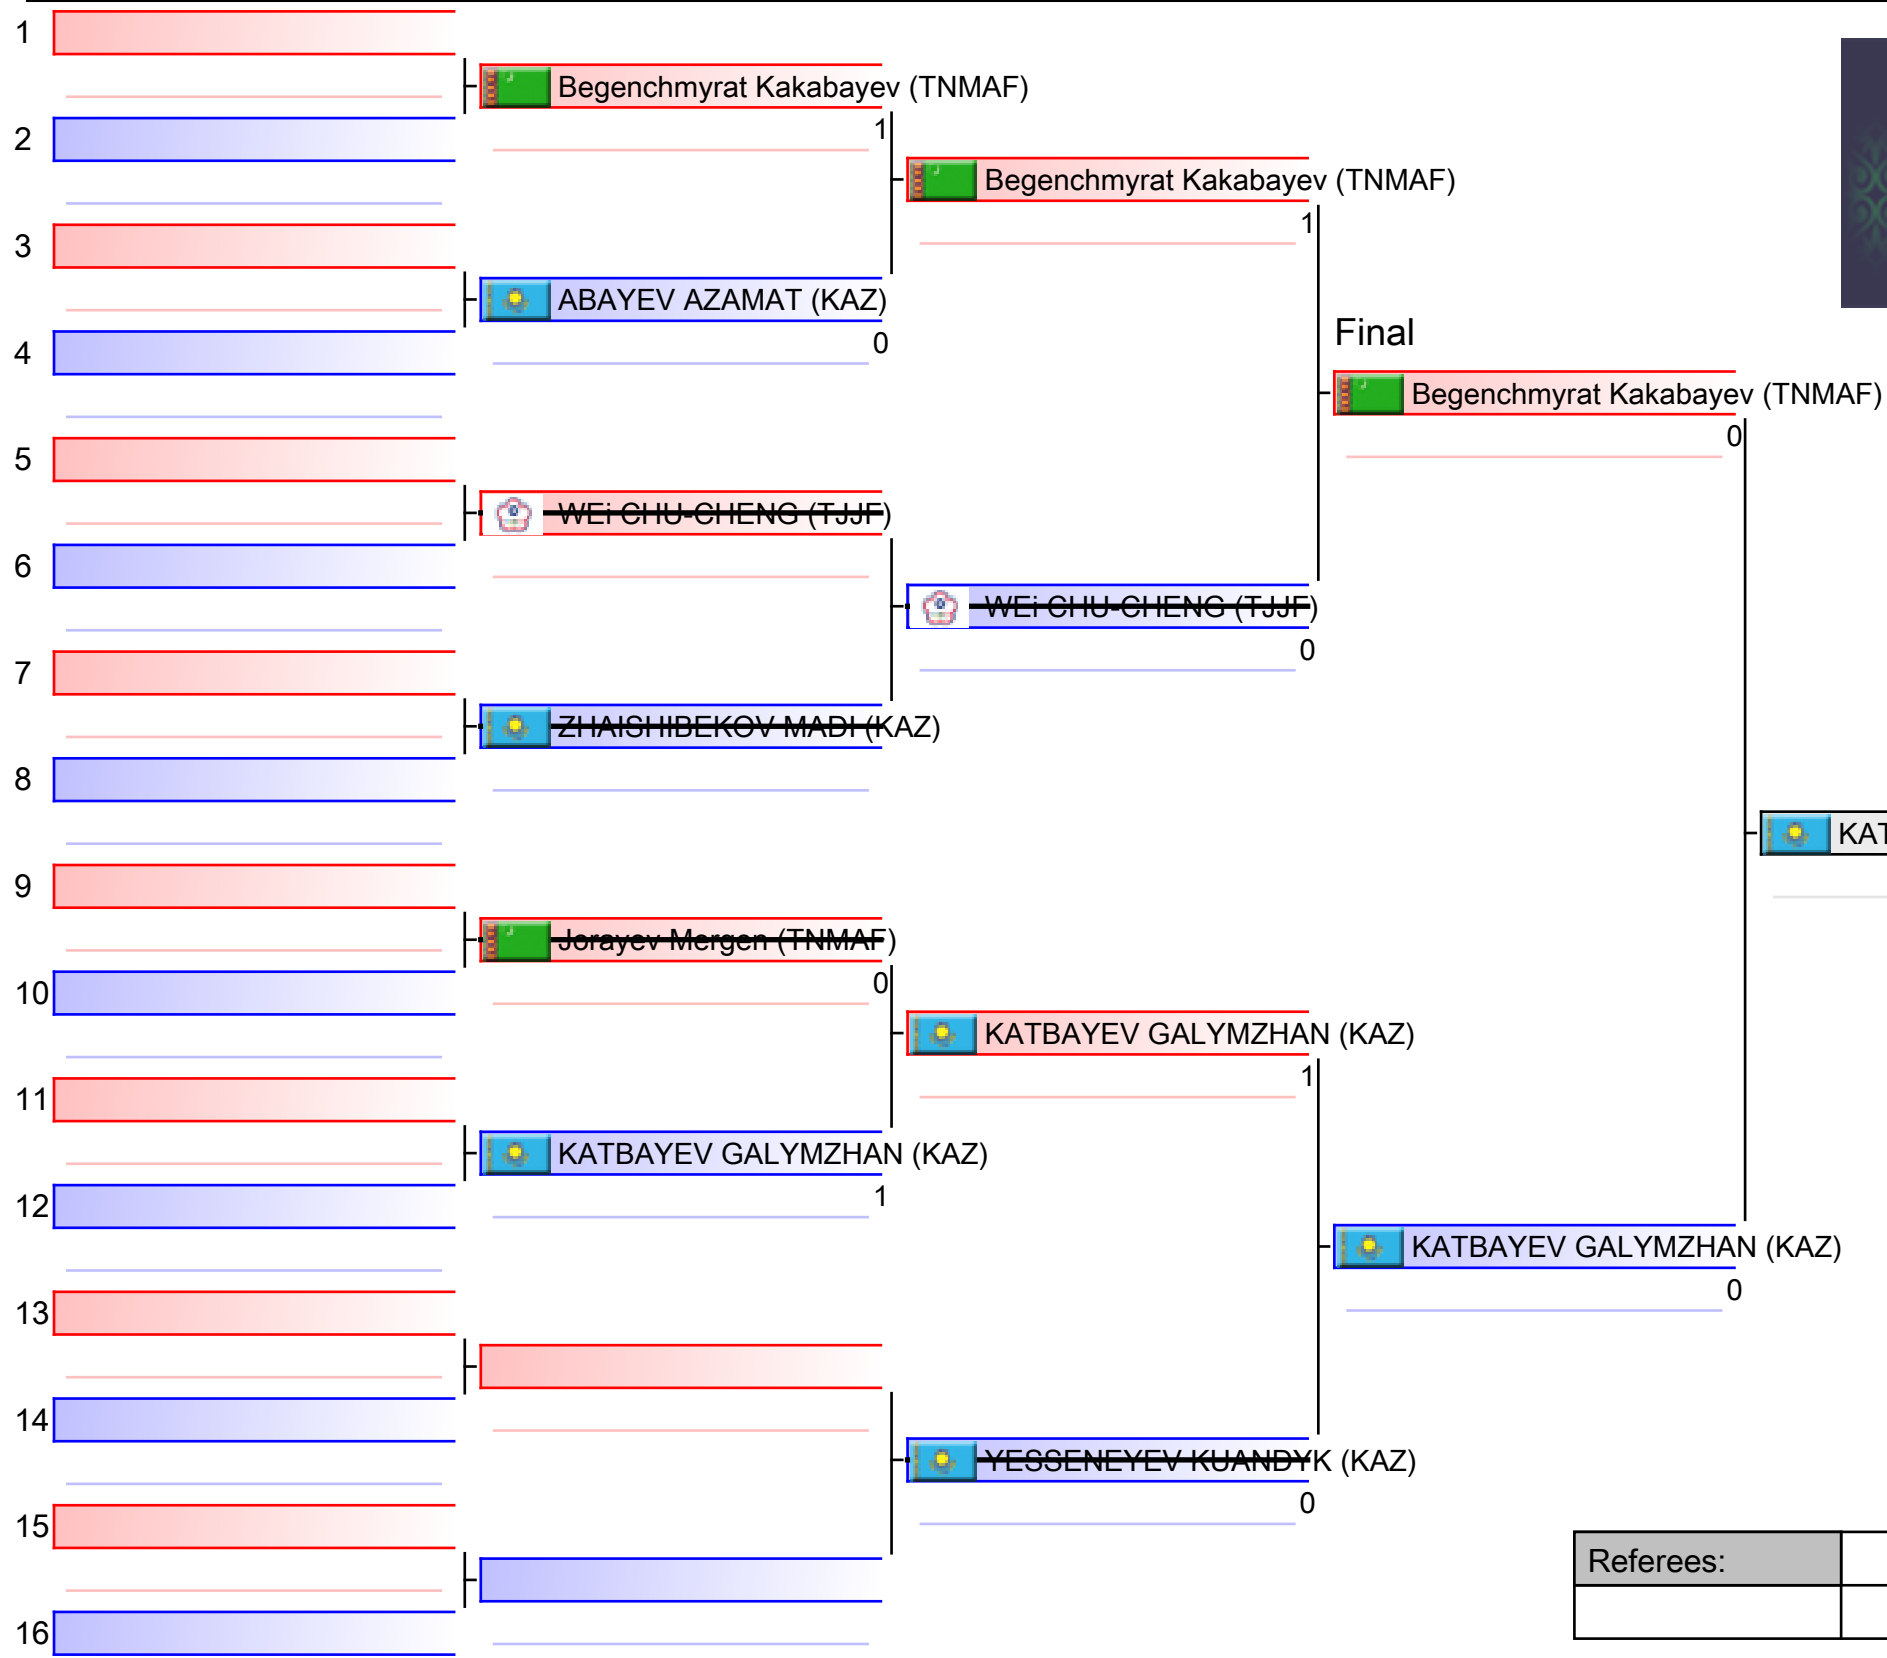 1
Begenchmyrat Kakabayev (TNMAF)
1
2
Begenchmyrat Kakabayev (TNMAF)
1
3
ABAYEV AZAMAT (KAZ)
0
4
Final
Begenchmyrat Kakabayev (TNMAF)
0
5
WEi CHU-CHENG (TJJF)
6
WEi CHU-CHENG (TJJF)
0
7
ZHAISHIBEKOV MADI (KAZ)
8
KAT
9
Jorayev Mergen (TNMAF)
0
10
KATBAYEV GALYMZHAN (KAZ)
1
11
KATBAYEV GALYMZHAN (KAZ)
1
12
KATBAYEV GALYMZHAN (KAZ)
0
13
14
YESSENEYEV KUANDYK (KAZ)
0
15
Referees:
16